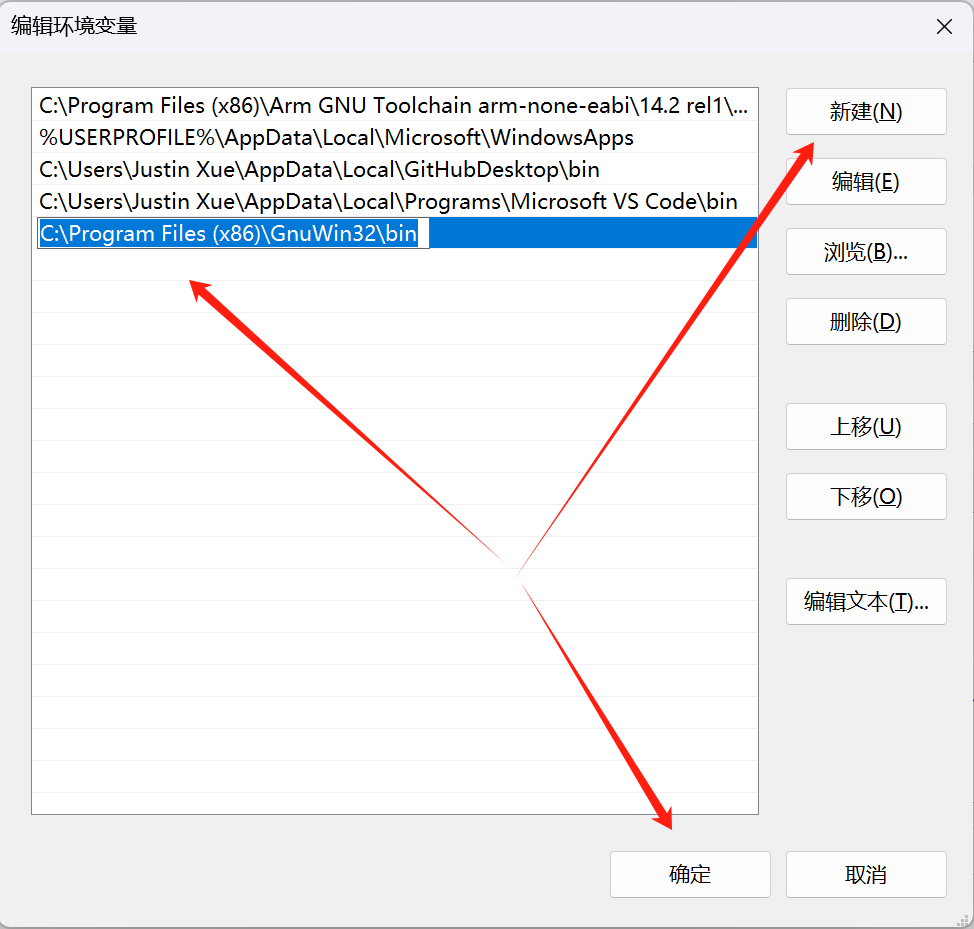 编辑环境变量
C:\Program Files (x86)\Arm GNU Toolchain arm-none-eabi\14.2 rel1\...
%USERPROFILE%\AppData\Local\Microsoft\WindowsApps
C:\Users\Justin Xue\AppData\Local\GitHubDesktop\bin
C:\Users\Justin Xue\AppData\Local\Programs\Microsoft VS Code\bin
C:\Program Files (x86)\GnuWin32\bin
新建(N)
编辑(E)
浏览(B)...
删除(D)
上移(U)
下移(O)
编辑文本(T)...
确定
取消